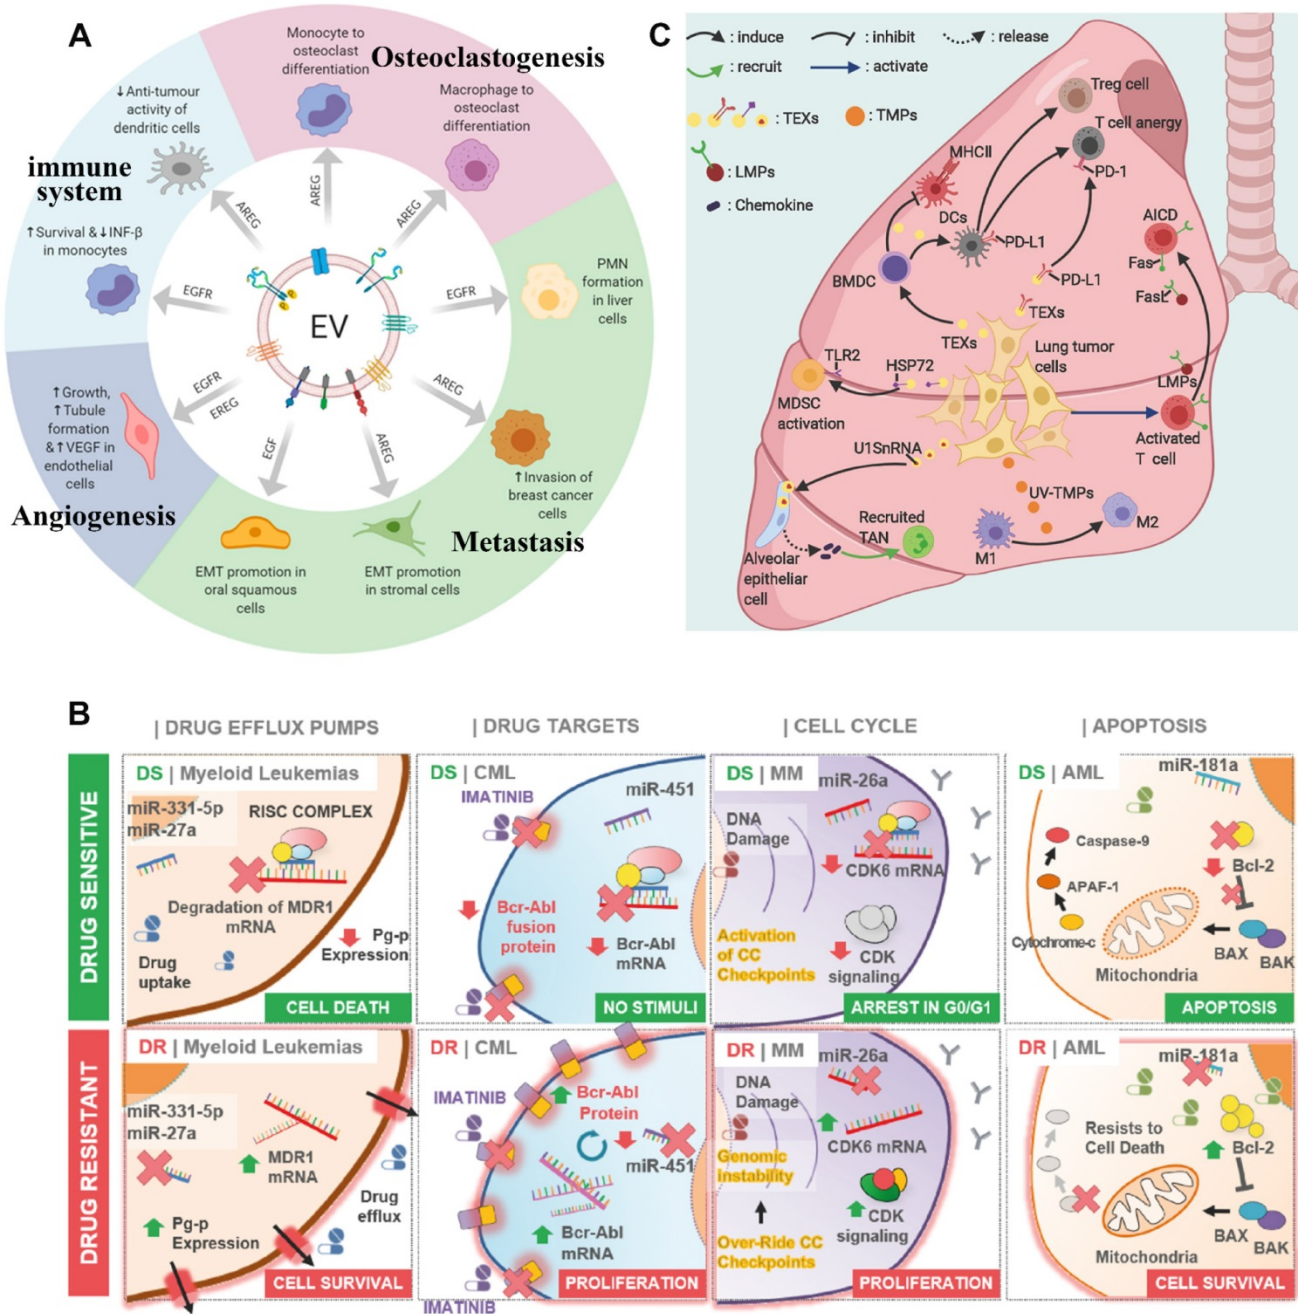 A
Monocyte to
osteoclast
differentiation
Osteoclastogenesis
Macrophage to
osteoclast
differentiation
↓Anti-tumour
activity of
dendritic cells
immune
system
↑Survival &↓INF-β
in monocytes
AREG
AREG
AREG
EGFR
EGFR
EV
PMN
formation
in liver
cells
EGFR
EREG
EGF
AREG
AREG
↑Growth,
↑Tubule
formation
&↑VEGF in
endothelial
cells
Angiogenesis
↑Invasion of
breast cancer
cells
Metastasis
EMT promotion in
oral squamous
cells
EMT promotion
in stromal cells
C
: induce
: inhibit
: release
: recruit
: activate
: TEXs
: TMPs
: LMPs
: Chemokine
Treg cell
T cell anergy
MHCII
PD-1
DCs
PD-L1
BMDC
PD-L1
AICD
Fas
FasL
TEXs
TEXs
Lung tumor
cells
TLR2
HSP72
MDSC
activation
LMPs
Activated
T cell
U1SnRNA
UV-TMPs
M2
M1
Recruited
TAN
Alveolar
epitheliar
cell
B
| DRUG EFFLUX PUMPS
| DRUG TARGETS
| CELL CYCLE
| APOPTOSIS
DRUG SENSITIVE
DS | Myeloid Leukemias
miR-331-5p
miR-27a
RISC COMPLEX
Degradation of MDR1
mRNA
Pg-p
Expression
Drug
uptake
CELL DEATH
DS | CML
IMATINIB
miR-451
Bcr-Abl
fusion
protein
Bcr-Abl
mRNA
NO STIMULI
DS | MM
miR-26a
DNA
Damage
CDK6 mRNA
Activation
of CC
Checkpoints
CDK
signaling
ARREST IN G0/G1
DS | AML
miR-181a
Caspase-9
APAF-1
Cytochrome-c
Bcl-2
Mitochondria
BAX
BAK
APOPTOSIS
DRUG RESISTANT
DR | Myeloid Leukemias
miR-331-5p
miR-27a
MDR1
mRNA
Pg-p
Expression
Drug
efflux
CELL SURVIVAL
DR | CML
IMATINIB
Bcr-Abl
Protein
miR-451
Bcr-Abl
mRNA
IMATINIB
PROLIFERATION
DR | MM
miR-26a
DNA
Damage
CDK6 mRNA
Genomic
instability
CDK
signaling
Over-Ride CC
Checkpoints
PROLIFERATION
DR | AML
miR-181a
Resists to
Cell Death
Bcl-2
Mitochondria
BAX
BAK
CELL SURVIVAL